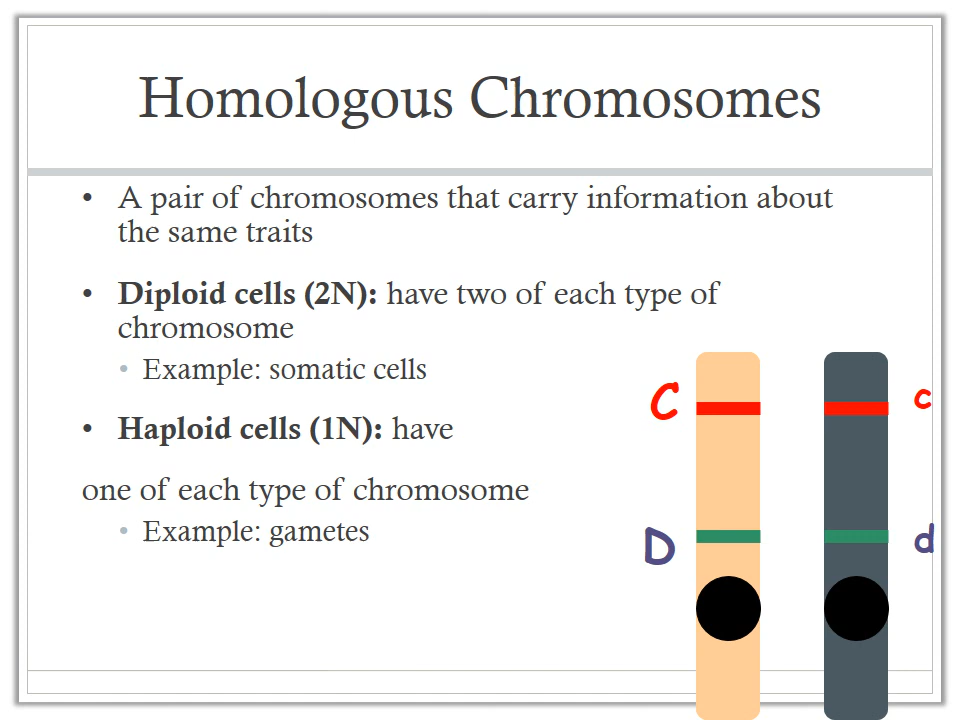 Homologous Chromosomes
• A pair of chromosomes that carry information about
the same traits
• Diploid cells (2N): have two of each type of
chromosome
• Example: somatic cells
• Haploid cells (1N): have
one of each type of chromosome
• Example: gametes
C c
D d